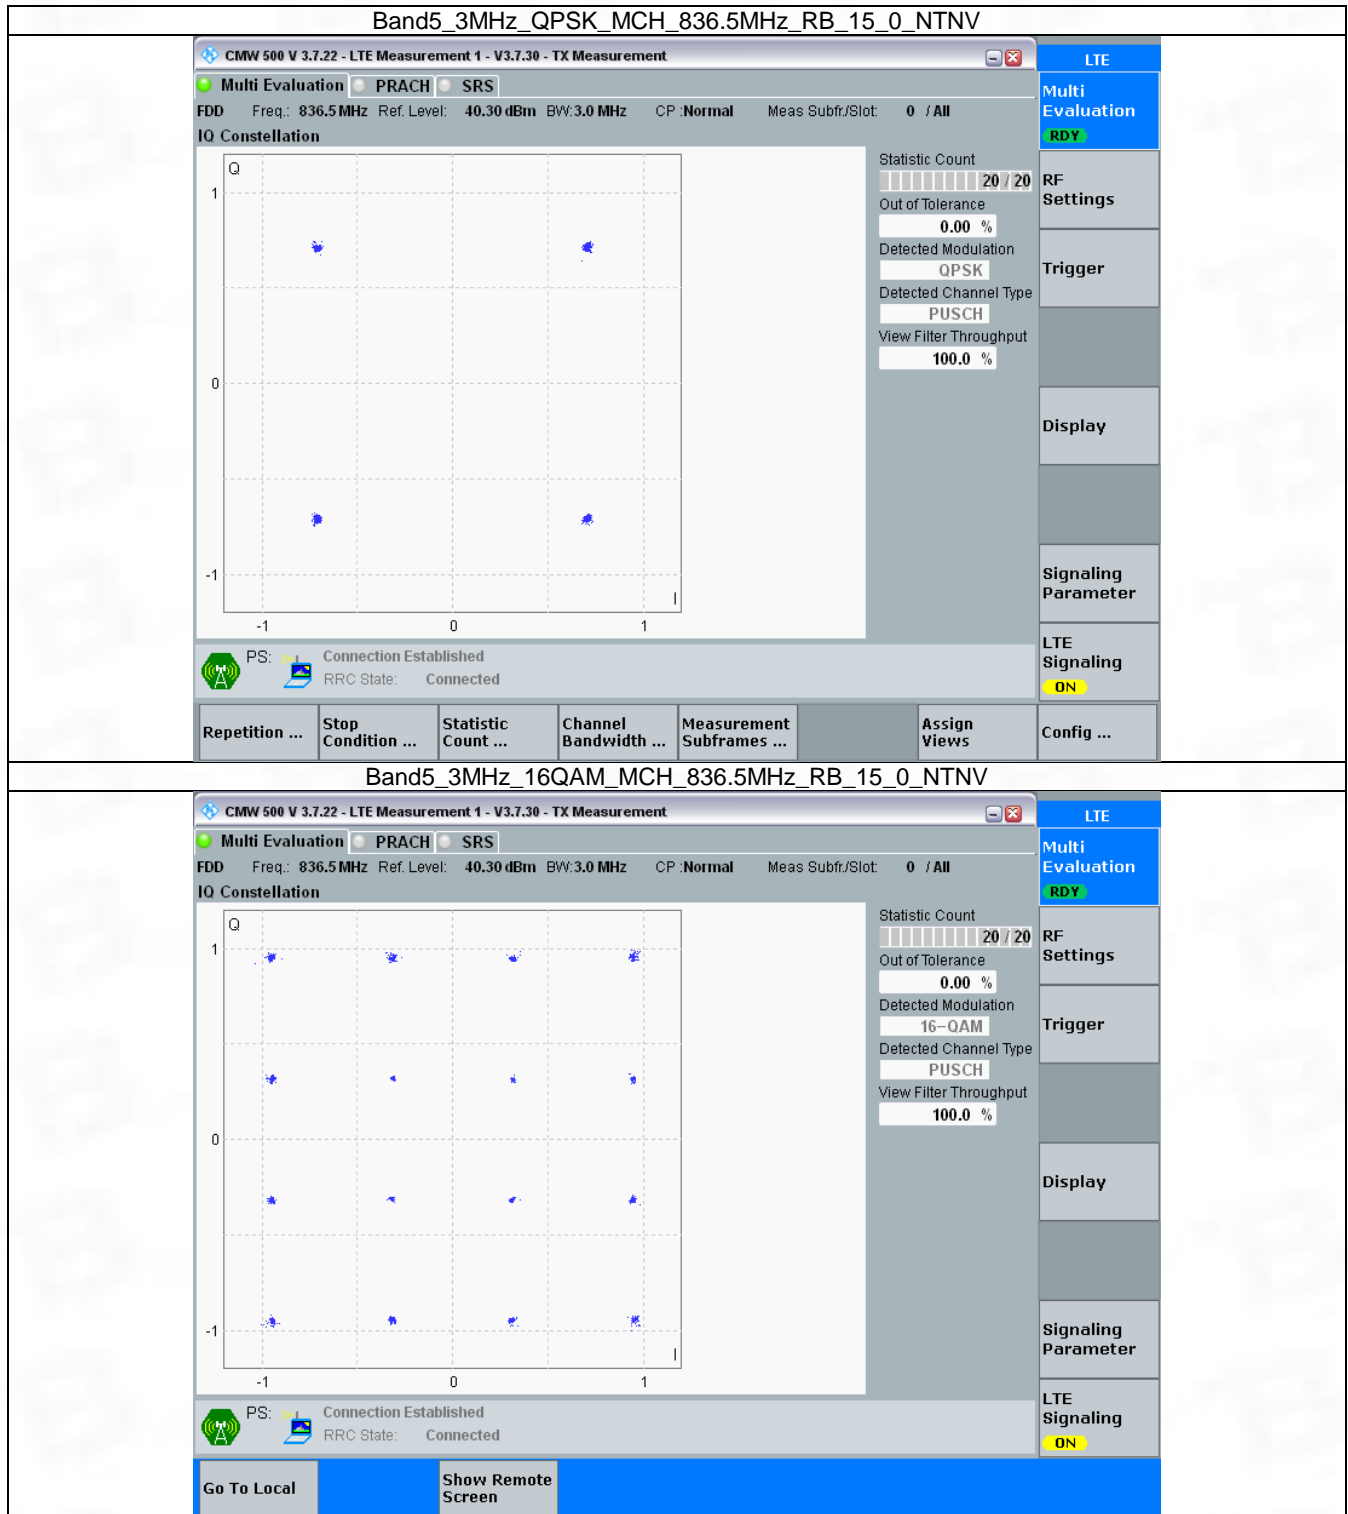 Band5_3MHz_QPSK_MCH_836.5MHz_RB_15_0_NTNV
CMW 500 V 3.7.22 - LTE Measurement 1 - V3.7.30 - TX Measurement
LTE
Multi Evaluation PRACH SRS
Multi
Evaluation
RDY
FDD Freq.: 836.5 MHz Ref. Level: 40.30 dBm BW: 3.0 MHz CP :Normal Meas Subfr./Slot: 0 / All
IQ Constellation
Q
1
0
-1
-1 0 1
I
Statistic Count
20 / 20
Out of Tolerance
0.00 %
Detected Modulation
QPSK
Detected Channel Type
PUSCH
View Filter Throughput
100.0 %
RF
Settings
Trigger
Display
Signaling
Parameter
LTE
Signaling
ON
PS: Connection Established
RRC State: Connected
Repetition ...
Stop
Condition ...
Statistic
Count ...
Channel
Bandwidth ...
Measurement
Subframes ...
Assign
Views
Config ...
Band5_3MHz_16QAM_MCH_836.5MHz_RB_15_0_NTNV
CMW 500 V 3.7.22 - LTE Measurement 1 - V3.7.30 - TX Measurement
LTE
Multi Evaluation PRACH SRS
Multi
Evaluation
RDY
FDD Freq.: 836.5 MHz Ref. Level: 40.30 dBm BW: 3.0 MHz CP :Normal Meas Subfr./Slot: 0 / All
IQ Constellation
Q
1
0
-1
-1 0 1
I
Statistic Count
20 / 20
Out of Tolerance
0.00 %
Detected Modulation
16-QAM
Detected Channel Type
PUSCH
View Filter Throughput
100.0 %
RF
Settings
Trigger
Display
Signaling
Parameter
LTE
Signaling
ON
PS: Connection Established
RRC State: Connected
Go To Local
Show Remote
Screen